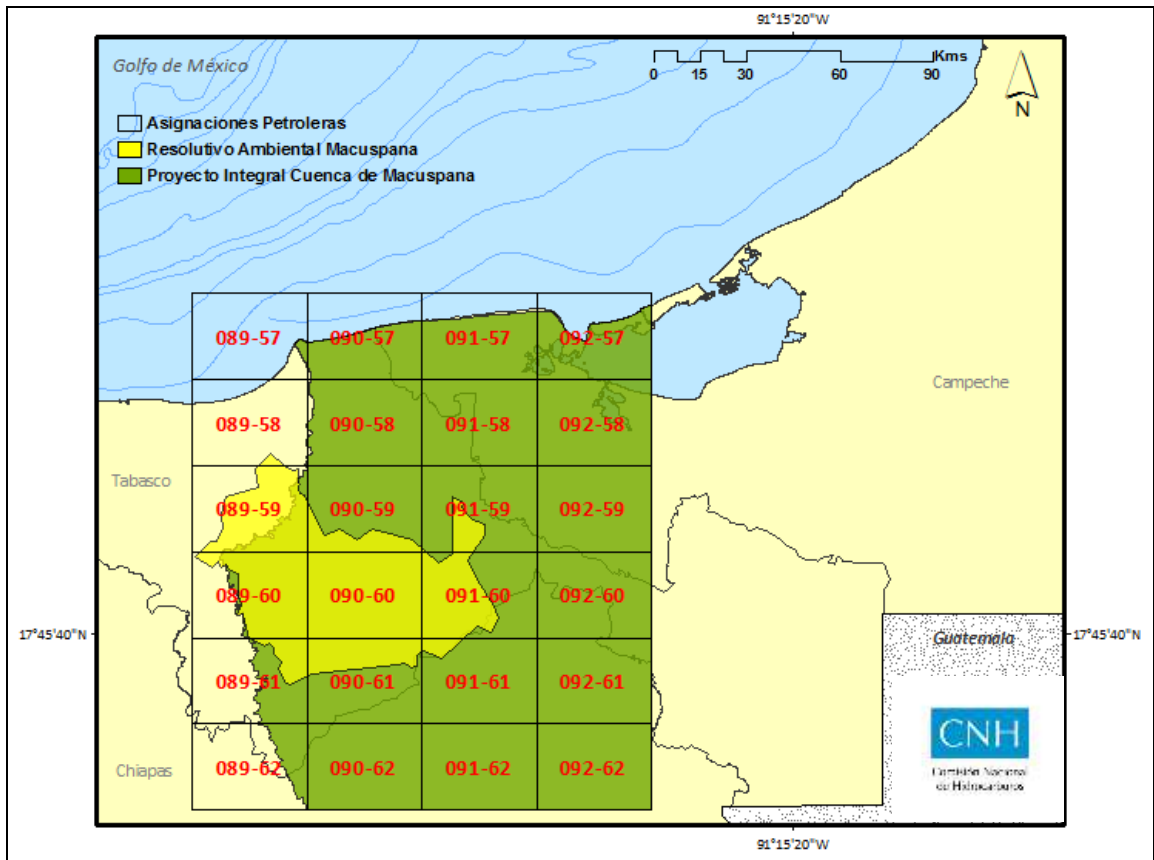 91°15'20"W
Golfo de México
Kms
0 15 30 60 90
N
Asignaciones Petroleras
Resolutivo Ambiental Macuspana
Proyecto Integral Cuenca de Macuspana
089-57 090-57 091-57 092-57
Campeche
089-58 090-58 091-58 092-58
Tabasco
089-59 090-59 091-59 092-59
089-60 090-60 091-60 092-60
17°45'40"N
Guatemala
17°45'40"N
089-61 090-61 091-61 092-61
CNH
Chiapas
089-62 090-62 091-62 092-62
Comisión Nacional
de Hidrocarburos
91°15'20"W